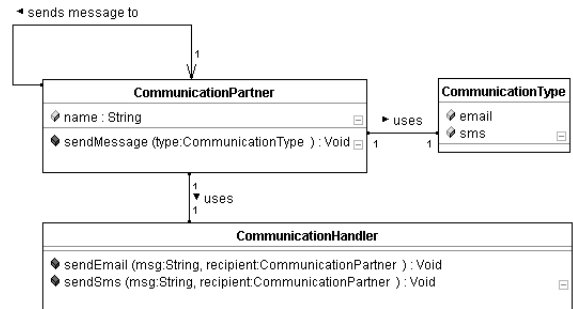 ◄ sends message to
1
CommunicationPartner
name : String
sendMessage (type:CommunicationType ) : Void
► uses
1
1
CommunicationType
email
sms
1
▼ uses
1
CommunicationHandler
sendEmail (msg:String, recipient:CommunicationPartner ) : Void
sendSms (msg:String, recipient:CommunicationPartner ) : Void